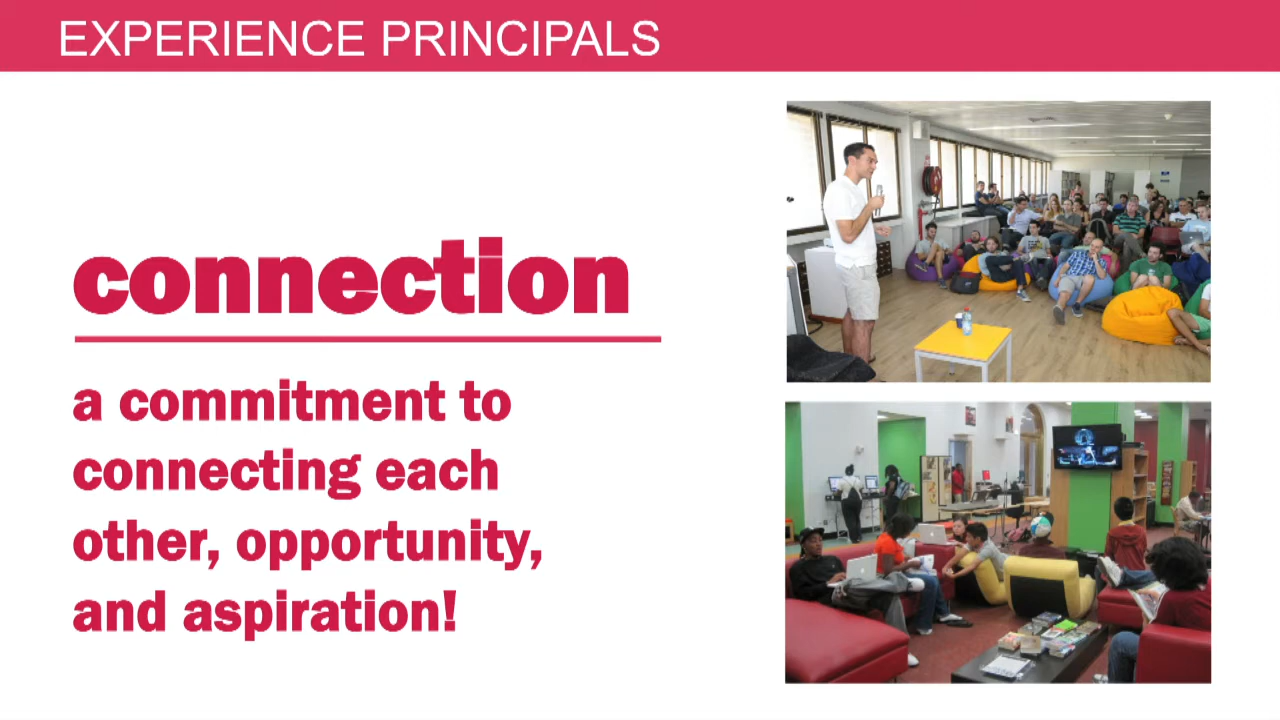 EXPERIENCE PRINCIPALS
connection
a commitment to
connecting each
other, opportunity,
and aspiration!